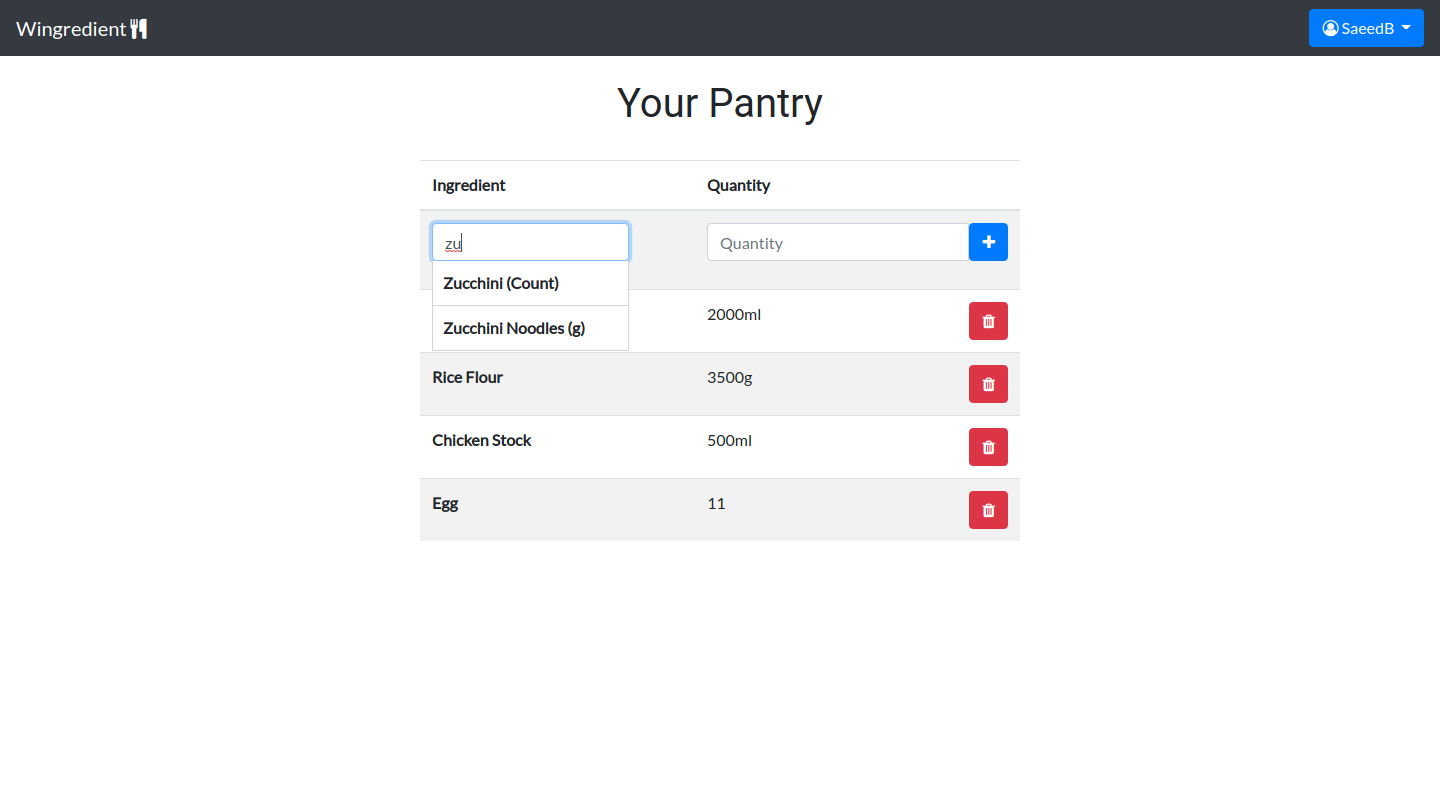 Wingredient
SaeedB
Your Pantry
Ingredient Quantity
zu Quantity
Zucchini (Count)
Zucchini Noodles (g)
2000ml
Rice Flour 3500g
Chicken Stock 500ml
Egg 11